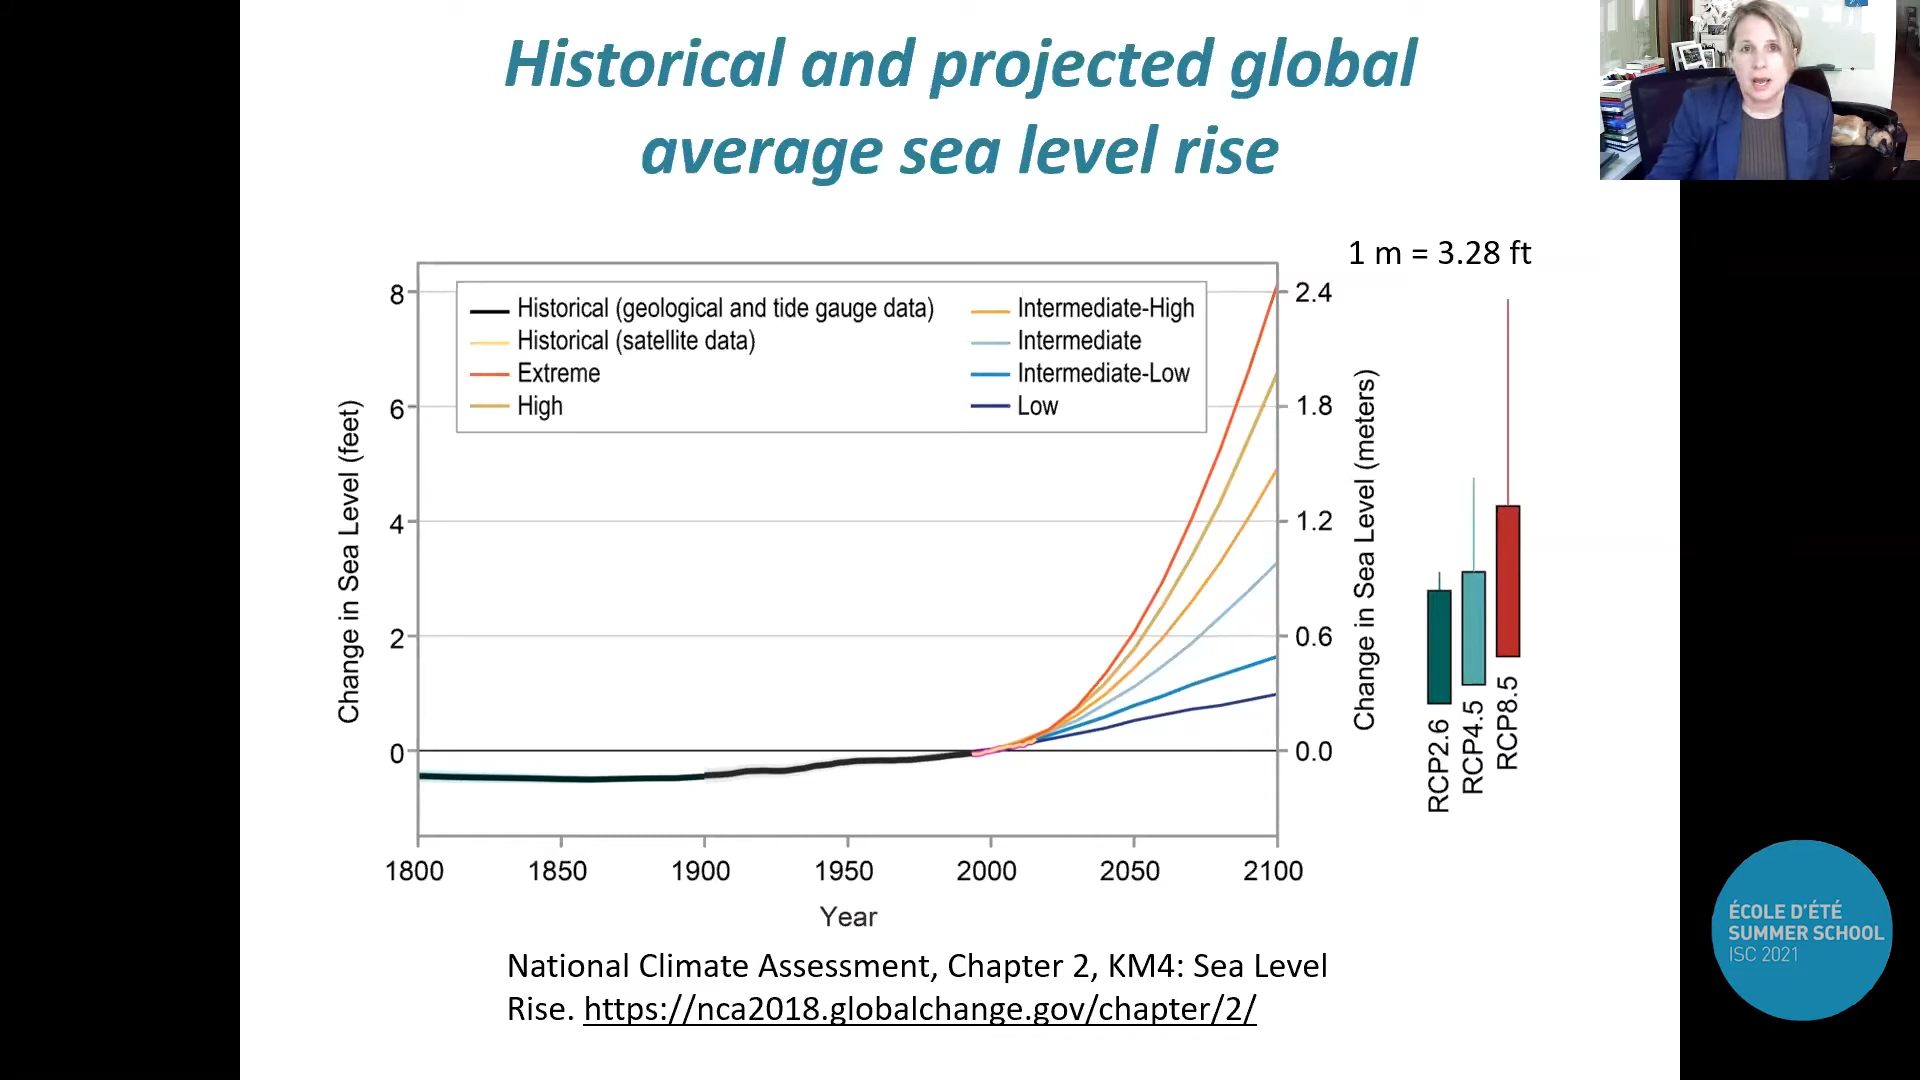 Historical and projected global
average sea level rise
1 m = 3.28 ft
Historical (geological and tide gauge data)
Historical (satellite data)
Extreme
High
Intermediate-High
Intermediate
Intermediate-Low
Low
Change in Sea Level (feet)
8
6
4
2
0
2.4
1.8
1.2
0.6
0.0
Change in Sea Level (meters)
RCP2.6
RCP4.5
RCP8.5
1800
1850
1900
1950
2000
2050
2100
Year
National Climate Assessment, Chapter 2, KM4: Sea Level
Rise. https://nca2018.globalchange.gov/chapter/2/
ÉCOLE D'ÉTÉ
SUMMER SCHOOL
ISC 2021